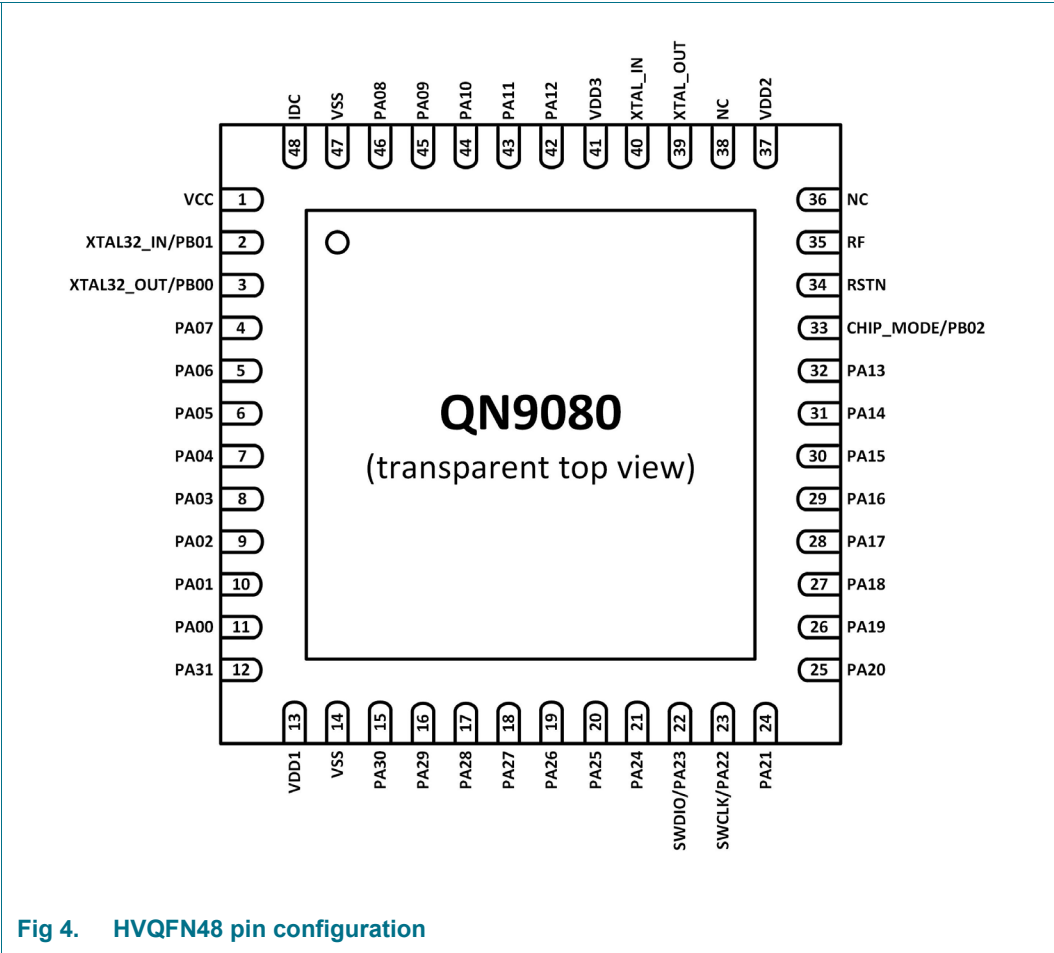 IDC VSS PA08 PA09 PA10 PA11 PA12 VDD3 XTAL_IN XTAL_OUT NC VDD2
48 47 46 45 44 43 42 41 40 39 38 37
VCC 1 36 NC
XTAL32_IN/PB01 2 35 RF
XTAL32_OUT/PB00 3 34 RSTN
PA07 4 33 CHIP_MODE/PB02
PA06 5 32 PA13
PA05 6 31 PA14
QN9080
PA04 7 30 PA15
(transparent top view)
PA03 8 29 PA16
PA02 9 28 PA17
PA01 10 27 PA18
PA00 11 26 PA19
PA31 12 25 PA20
13 14 15 16 17 18 19 20 21 22 23 24
VDD1 VSS PA30 PA29 PA28 PA27 PA26 PA25 PA24 SWDIO/PA23 SWCLK/PA22 PA21
Fig 4. HVQFN48 pin configuration